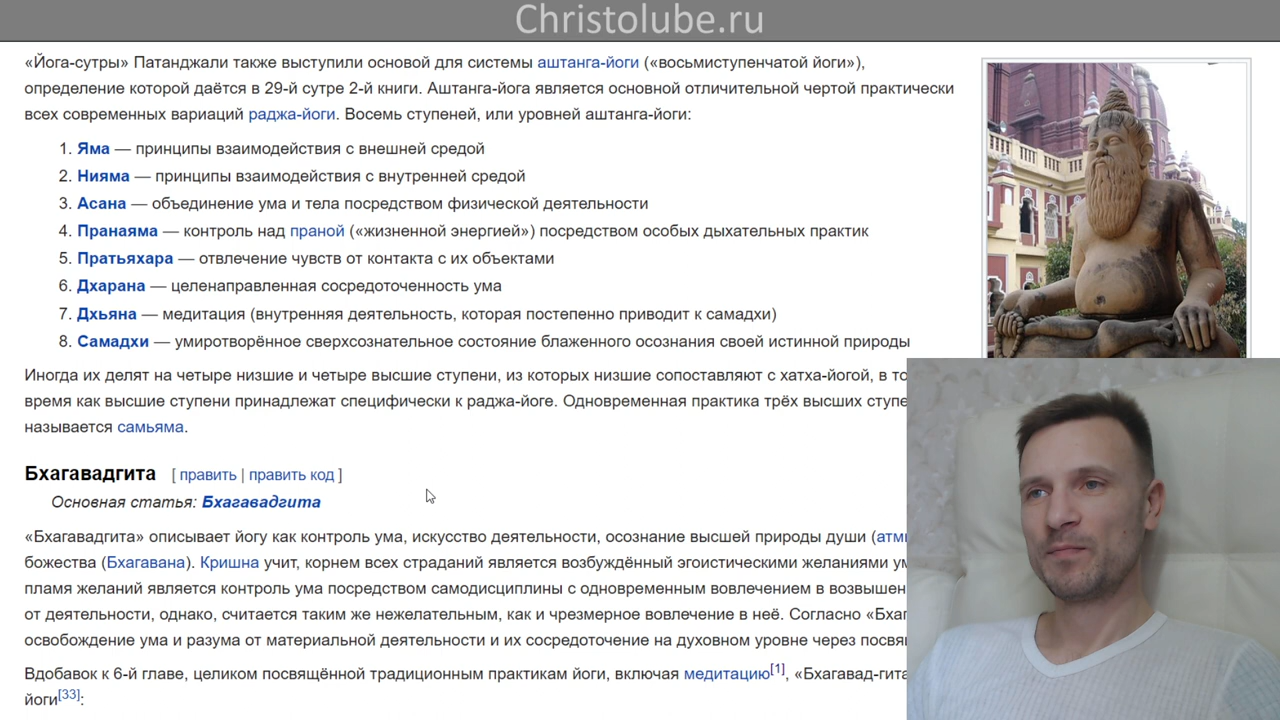 Christolube.ru
«Йога-сутры» Патанджали также выступили основой для системы аштанга-йоги («восьмиступенчатой йоги»),
определение которой даётся в 29-й сутре 2-й книги. Аштанга-йога является основной отличительной чертой практически
всех современных вариаций раджа-йоги. Восемь ступеней, или уровней аштанга-йоги:
1. Яма — принципы взаимодействия с внешней средой
2. Нияма — принципы взаимодействия с внутренней средой
3. Асана — объединение ума и тела посредством физической деятельности
4. Пранаяма — контроль над праной («жизненной энергией») посредством особых дыхательных практик
5. Пратьяхара — отвлечение чувств от контакта с их объектами
6. Дхарана — целенаправленная сосредоточенность ума
7. Дхьяна — медитация (внутренняя деятельность, которая постепенно приводит к самадхи)
8. Самадхи — умиротворённое сверхсознательное состояние блаженного осознания своей истинной природы
Иногда их делят на четыре низшие и четыре высшие ступени, из которых низшие сопоставляют с хатха-йогой, в то
время как высшие ступени принадлежат специфически к раджа-йоге. Одновременная практика трёх высших ступе
называется самьяма.
Бхагавадгита [ править | править код ]
Основная статья: Бхагавадгита
«Бхагавадгита» описывает йогу как контроль ума, искусство деятельности, осознание высшей природы души (атм
божества (Бхагавана). Кришна учит, корнем всех страданий является возбуждённый эгоистическими желаниями ум
пламя желаний является контроль ума посредством самодисциплины с одновременным вовлечением в возвышен
от деятельности, однако, считается таким же нежелательным, как и чрезмерное вовлечение в неё. Согласно «Бхаг
освобождение ума и разума от материальной деятельности и их сосредоточение на духовном уровне через посвя
Вдобавок к 6-й главе, целиком посвящённой традиционным практикам йоги, включая медитацию[1], «Бхагавад-гита
йоги[33]: